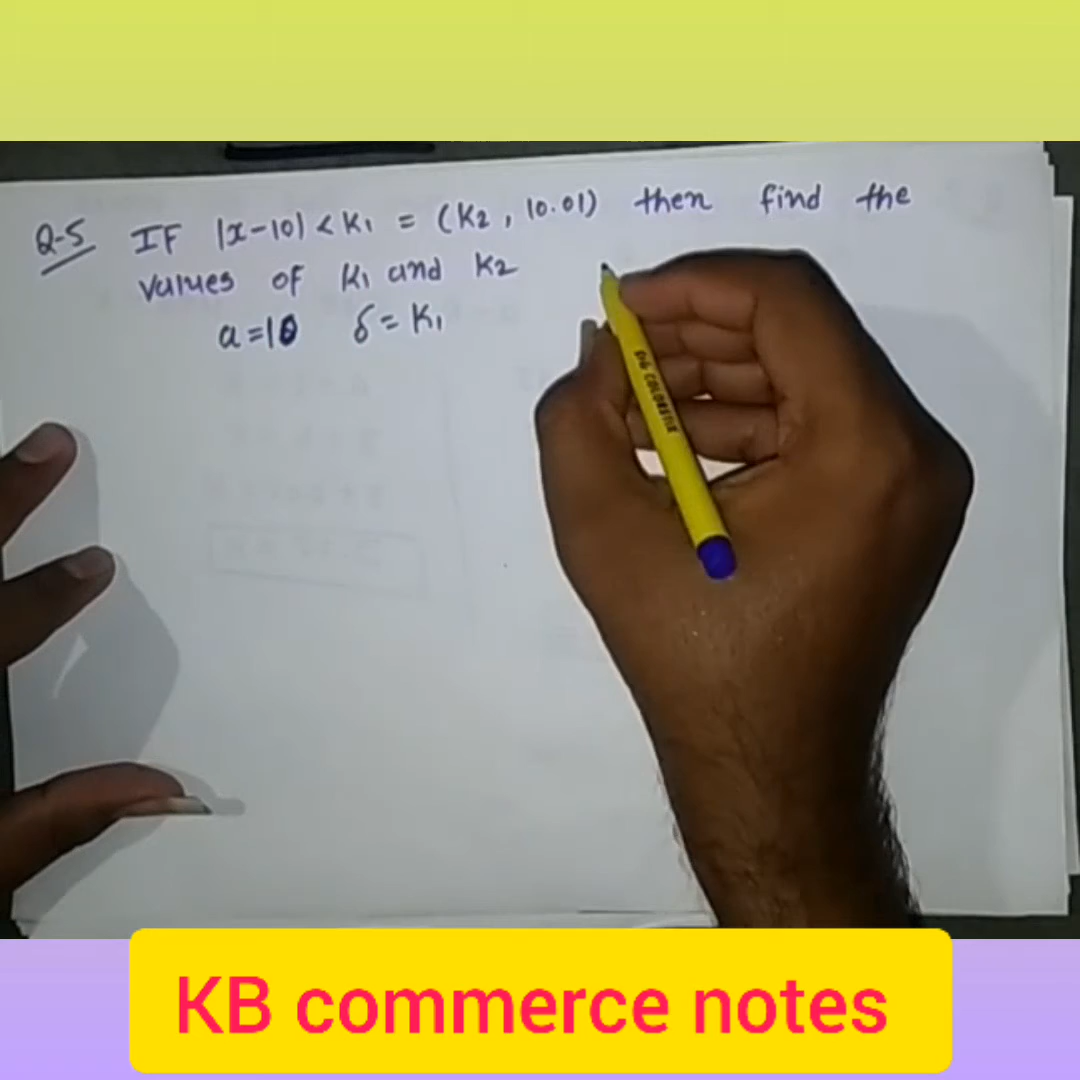 Q-5 IF |x-10| < K₁ = (K₂, 10.01) then find the
values of K₁ and K₂
a=10 δ= K₁
KB commerce notes